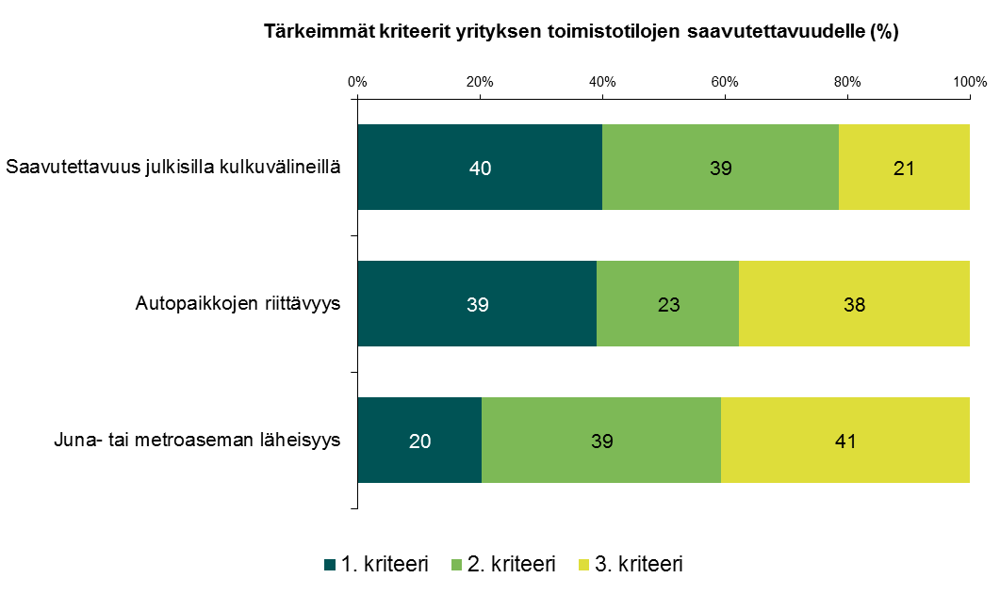 Tärkeimmät kriteerit yrityksen toimistotilojen saavutettavuudelle (%)
0% 20% 40% 60% 80% 100%
Saavutettavuus julkisilla kulkuvälineillä 40 39 21
Autopaikkojen riittävyys 39 23 38
Juna- tai metroaseman läheisyys 20 39 41
1. kriteeri 2. kriteeri 3. kriteeri